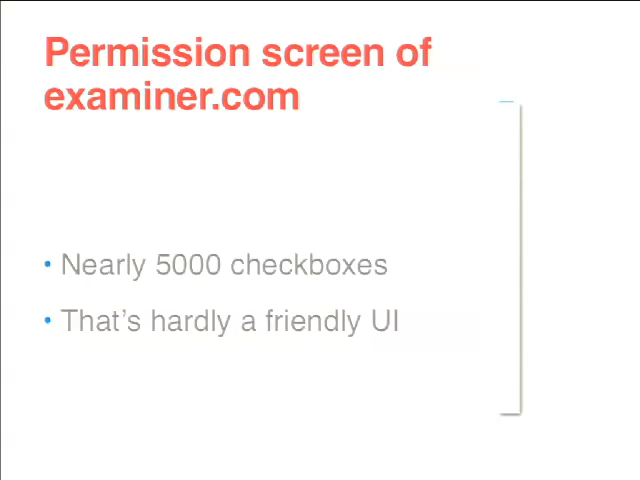 Permission screen of
examiner.com
• Nearly 5000 checkboxes
• That's hardly a friendly UI